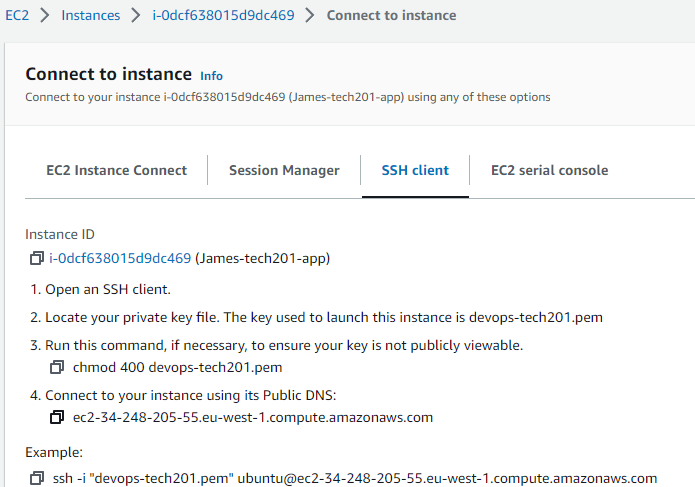 EC2 > Instances > i-0dcf638015d9dc469 > Connect to instance
Connect to instance Info
Connect to your instance i-0dcf638015d9dc469 (James-tech201-app) using any of these options
EC2 Instance Connect Session Manager SSH client EC2 serial console
Instance ID
i-0dcf638015d9dc469 (James-tech201-app)
1. Open an SSH client.
2. Locate your private key file. The key used to launch this instance is devops-tech201.pem
3. Run this command, if necessary, to ensure your key is not publicly viewable.
chmod 400 devops-tech201.pem
4. Connect to your instance using its Public DNS:
ec2-34-248-205-55.eu-west-1.compute.amazonaws.com
Example:
ssh -i "devops-tech201.pem" ubuntu@ec2-34-248-205-55.eu-west-1.compute.amazonaws.com